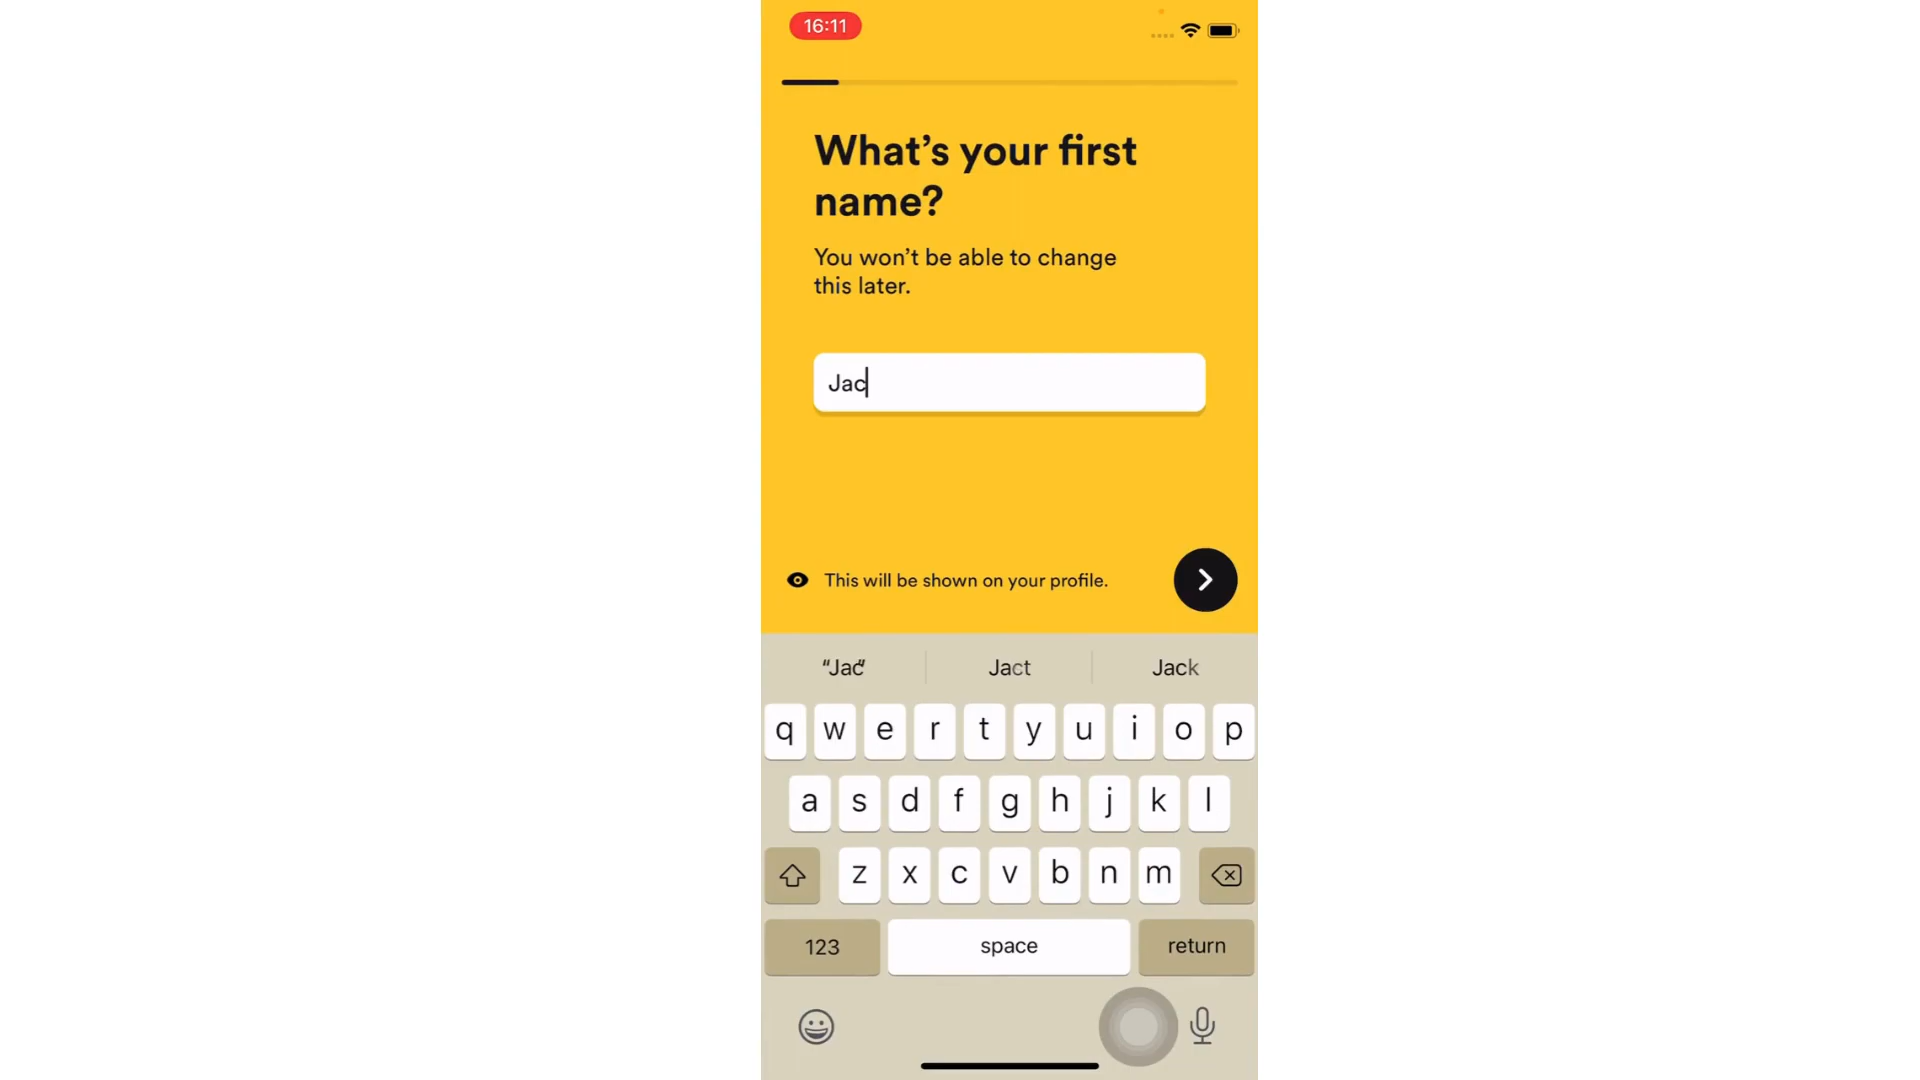 16:11
What’s your first
name?
You won’t be able to change
this later.
Jac
This will be shown on your profile.
“Jac” Jact Jack
q w e r t y u i o p
a s d f g h j k l
z x c v b n m
123 space return